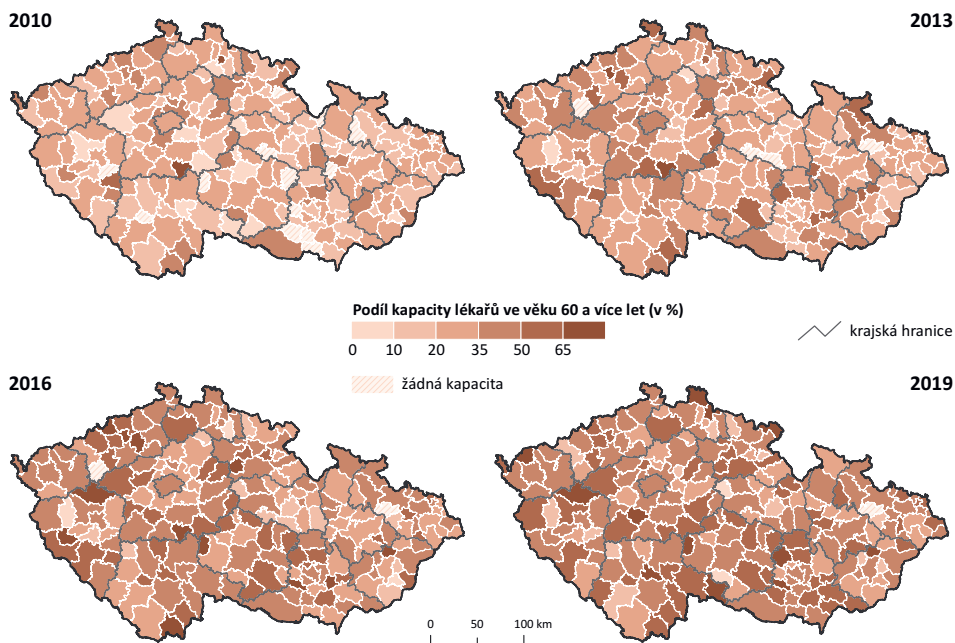 2010
2013
Podíl kapacity lékařů ve věku 60 a více let (v %)
0 10 20 35 50 65
krajská hranice
žádná kapacita
2016
2019
0 50 100 km